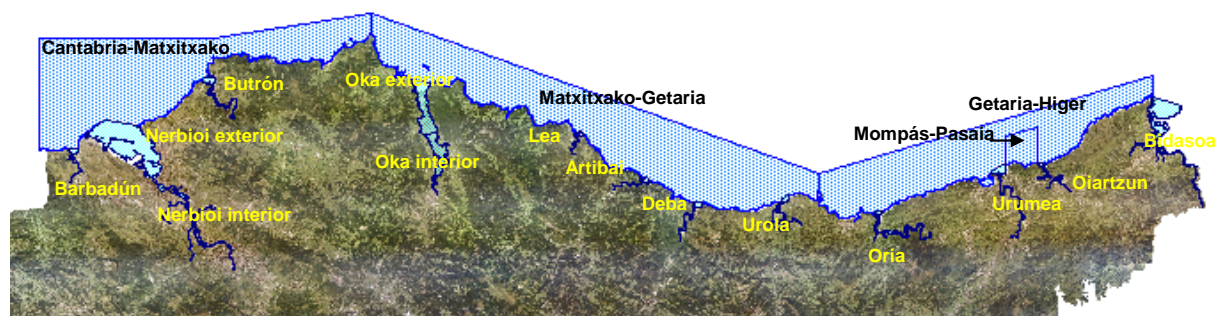 Cantabria-Matxitxako
Butrón
Oka exterior
Matxitxako-Getaria
Getaria-Higer
Nerbioi exterior
Lea
Mompás-Pasaia
Bidasoa
Oka interior
Artibai
Barbadún
Oiartzun
Deba
Urumea
Nerbioi interior
Urola
Oria